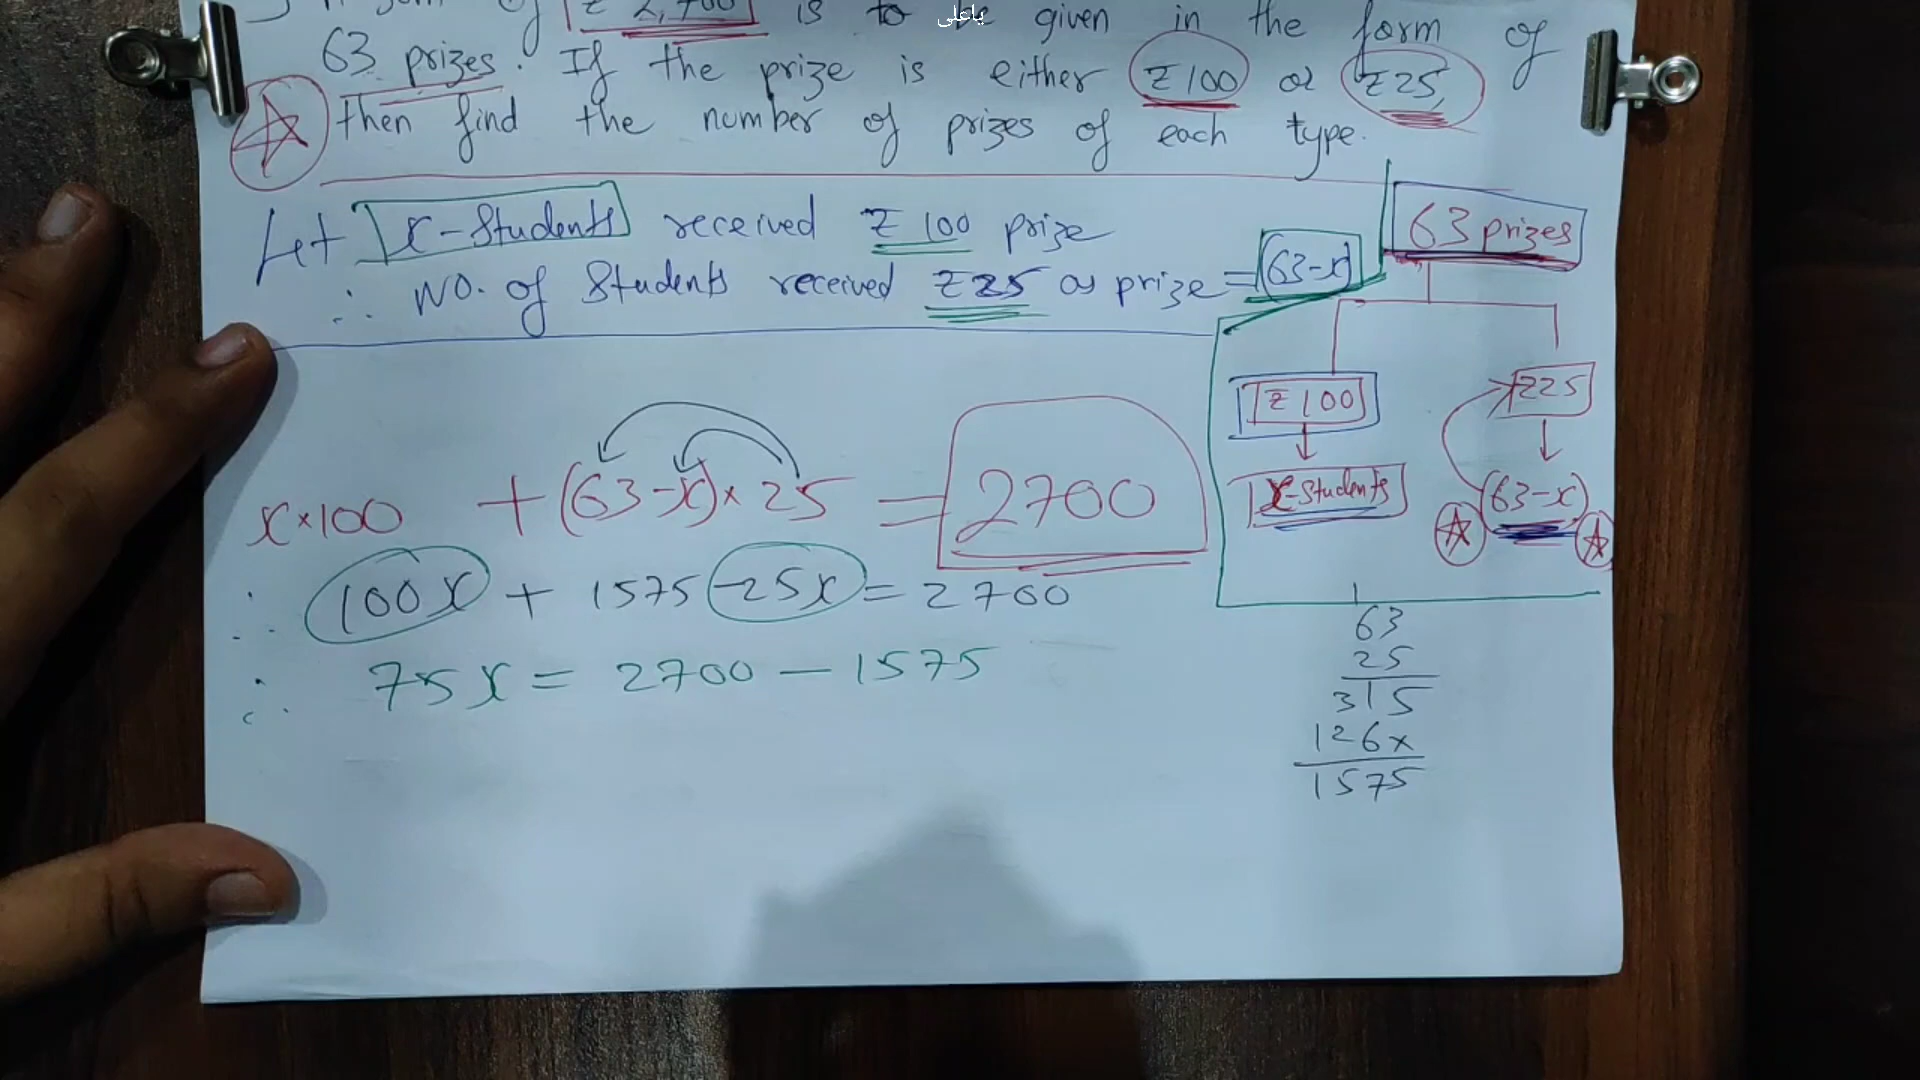 ₹ 2,700 is to be given in the form of
ياعلى
63 prizes. If the prize is either ₹100 or ₹25,
then find the number of prizes of each type.
Let x-Students received ₹ 100 prize
∴ NO. of Students received ₹25 as prize = (63-x)
63 prizes
₹ 100
₹25
x-Students
(63-x)
x×100 + (63-x)×25 = 2700
∴ 100x + 1575 -25x = 2700
∴ 75x = 2700 - 1575
63
25
315
126x
1575